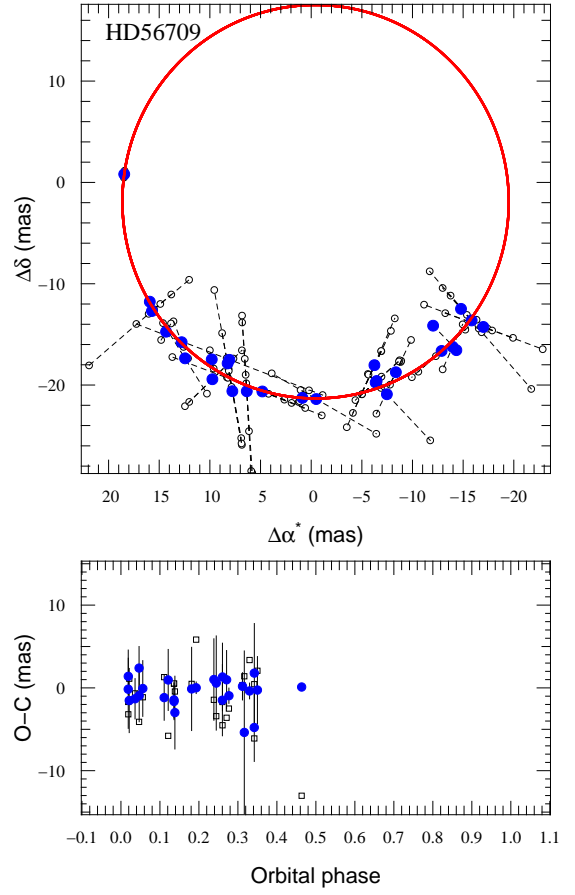 HD56709
10
0
−10
−20
Δδ (mas)
20 15 10 5 0 −5 −10 −15 −20
Δα* (mas)
10
0
−10
O−C (mas)
−0.1 0.0 0.1 0.2 0.3 0.4 0.5 0.6 0.7 0.8 0.9 1.0 1.1
Orbital phase